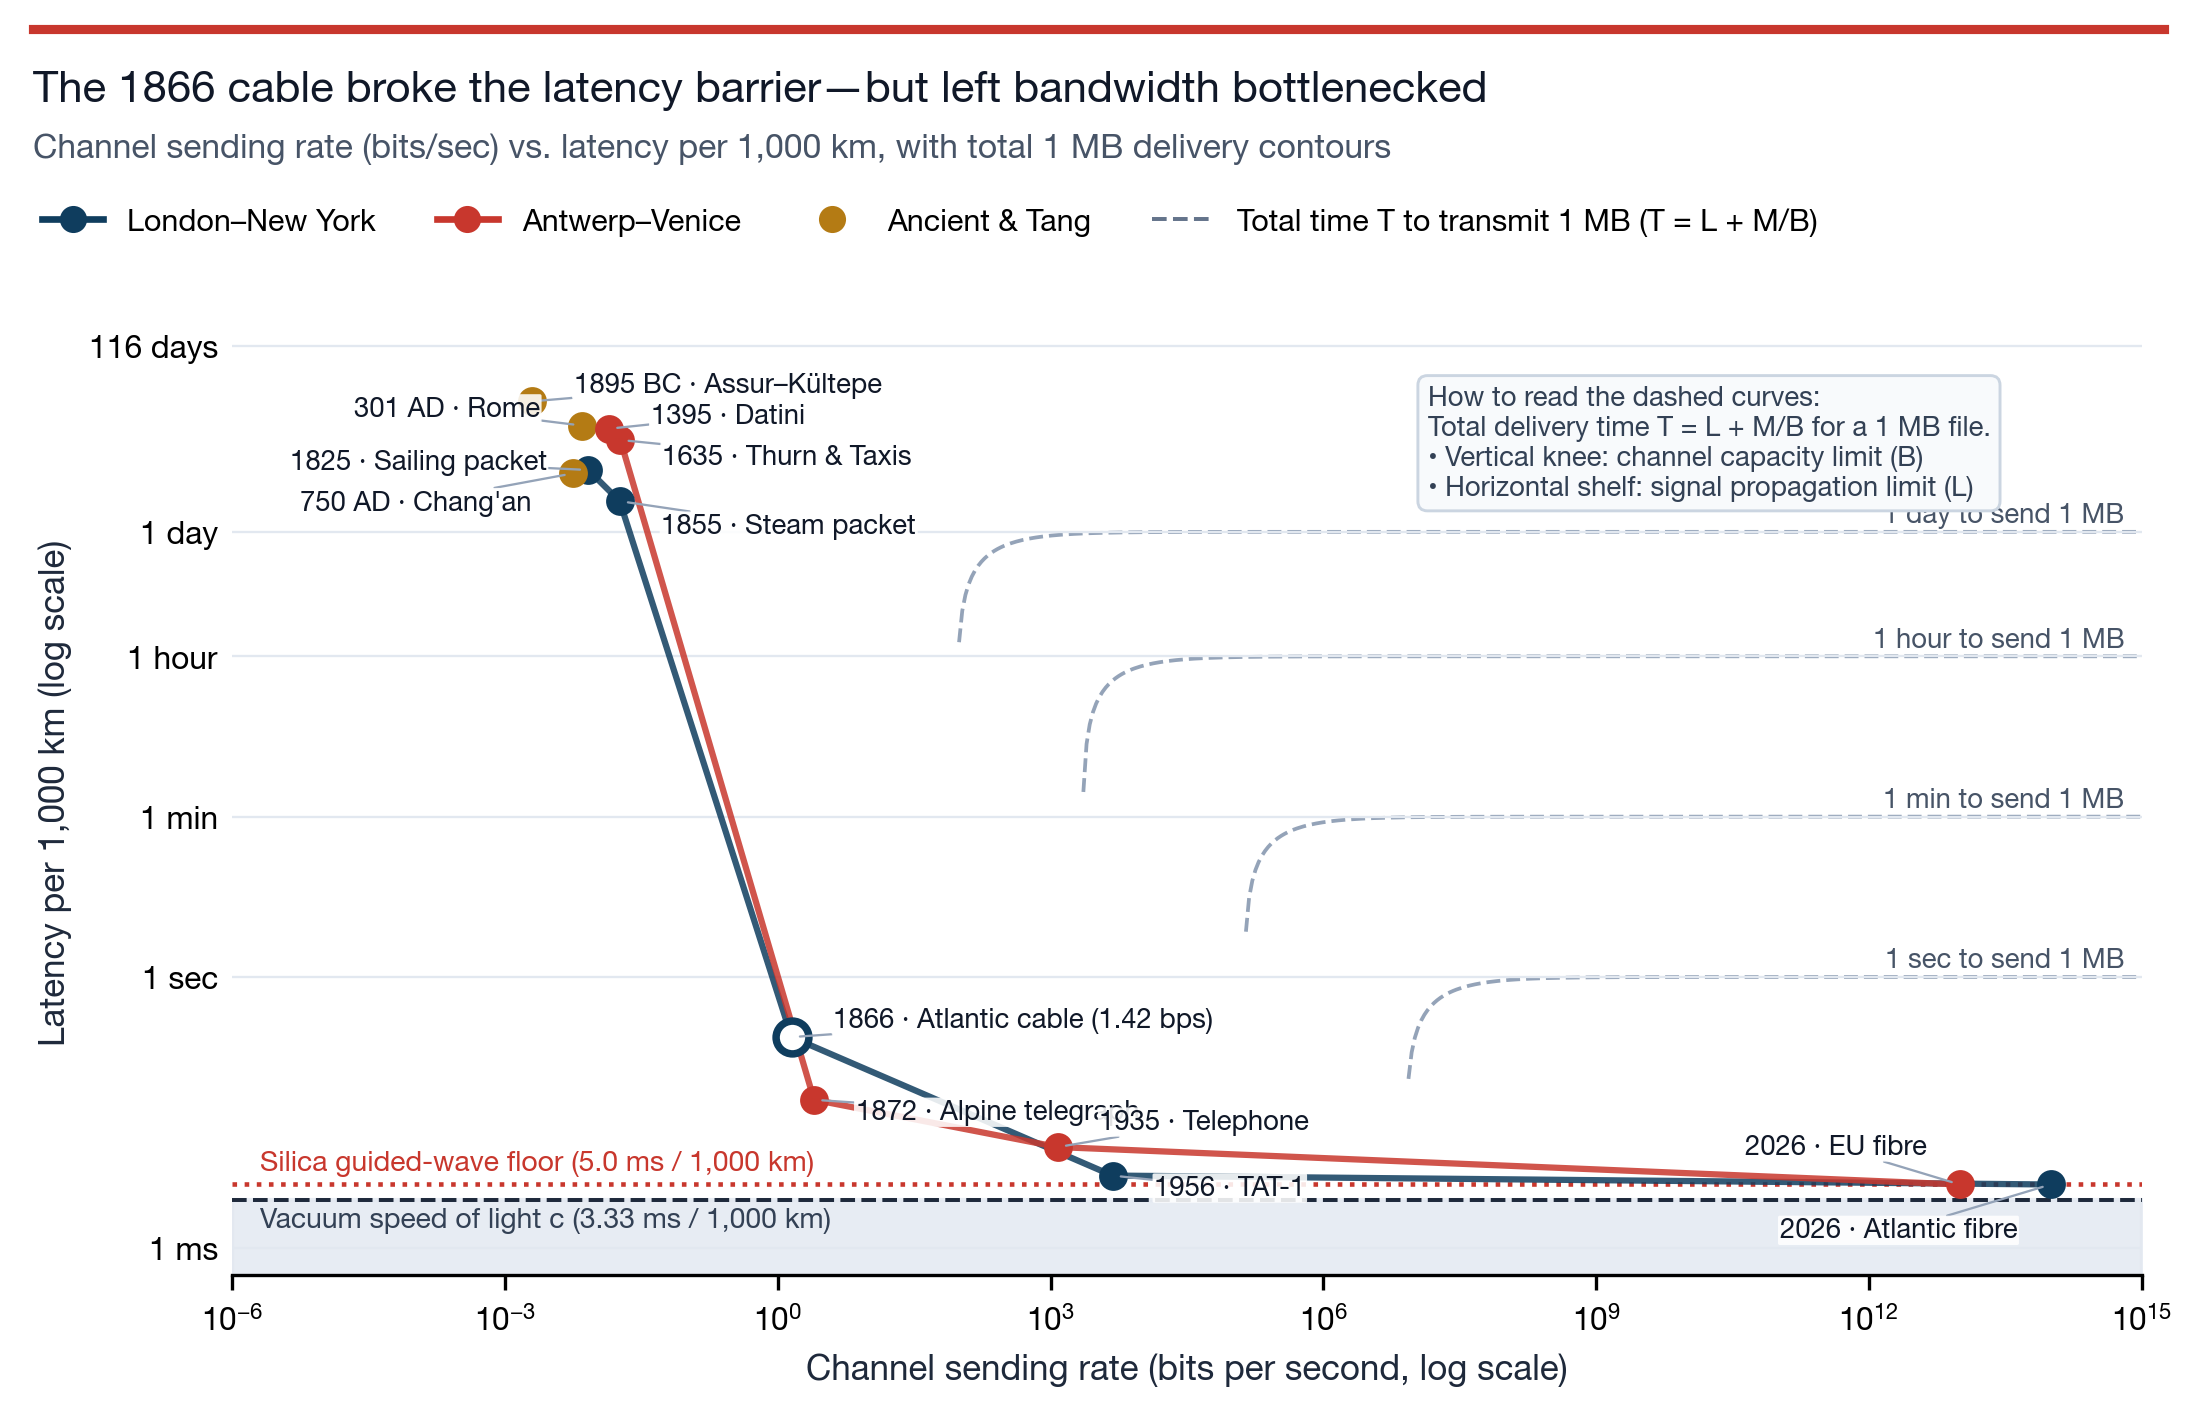 The 1866 cable broke the latency barrier—but left bandwidth bottlenecked
Channel sending rate (bits/sec) vs. latency per 1,000 km, with total 1 MB delivery contours
London–New York
Antwerp–Venice
Ancient & Tang
Total time T to transmit 1 MB (T = L + M/B)
116 days
1 day
1 hour
1 min
1 sec
1 ms
Latency per 1,000 km (log scale)
1895 BC · Assur–Kültepe
301 AD · Rome
1395 · Datini
1635 · Thurn & Taxis
1825 · Sailing packet
750 AD · Chang'an
1855 · Steam packet
How to read the dashed curves:
Total delivery time T = L + M/B for a 1 MB file.
• Vertical knee: channel capacity limit (B)
• Horizontal shelf: signal propagation limit (L)
1 day to send 1 MB
1 hour to send 1 MB
1 min to send 1 MB
1 sec to send 1 MB
1866 · Atlantic cable (1.42 bps)
1872 · Alpine telegraph
1935 · Telephone
1956 · TAT-1
2026 · EU fibre
2026 · Atlantic fibre
Silica guided-wave floor (5.0 ms / 1,000 km)
Vacuum speed of light c (3.33 ms / 1,000 km)
10⁻⁶
10⁻³
10⁰
10³
10⁶
10⁹
10¹²
10¹⁵
Channel sending rate (bits per second, log scale)